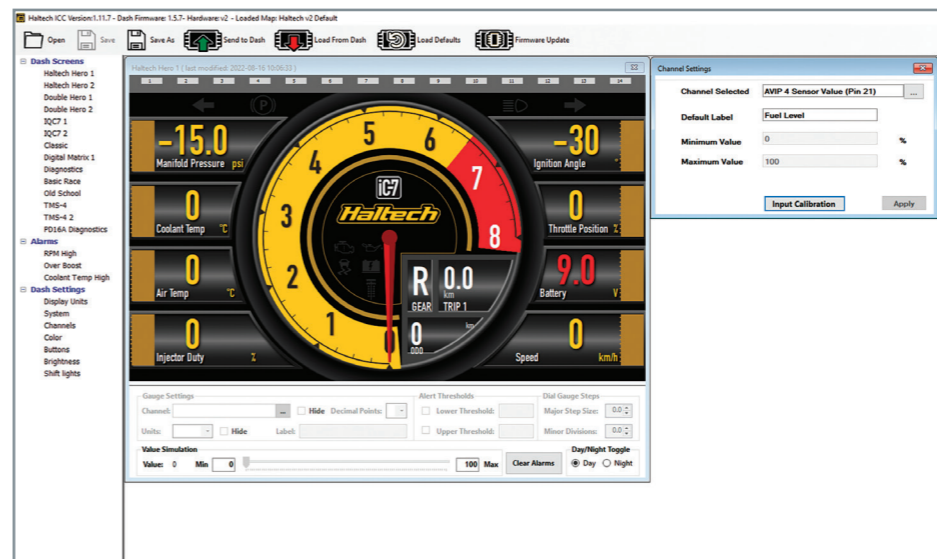 Haltech ICC Version:1.11.7 - Dash Firmware: 1.5.7- Hardware: v2 - Loaded Map: Haltech v2 Default
Open Save Save As Send to Dash Load From Dash Load Defaults Firmware Update
Dash Screens
Haltech Hero 1
Haltech Hero 2
Double Hero 1
Double Hero 2
IQC7 1
IQC7 2
Classic
Digital Matrix 1
Diagnostics
Basic Race
Old School
TMS-4
TMS-4 2
PD16A Diagnostics
Alarms
RPM High
Over Boost
Coolant Temp High
Dash Settings
Display Units
System
Channels
Color
Buttons
Brightness
Shift lights
Haltech Hero 1 ( last modified: 2022-08-16 10:06:33 )
1 2 3 4 5 6 7 8 9 10 11 12 13 14
P
-15.0
Manifold Pressure psi
0
Coolant Temp °C
0
Air Temp °C
0
Injector Duty %
0 1 2 3 4 5 6 7 8
iC7
Haltech
R
GEAR
0.0
km
TRIP 1
0
km
000
-30
Ignition Angle °
0
Throttle Position %
9.0
Battery V
0
Speed km/h
Gauge Settings
Channel: ... Hide Decimal Points:
Units: Hide Label:
Alert Thresholds
Lower Threshold:
Upper Threshold:
Dial Gauge Steps
Major Step Size: 0.0
Minor Divisions: 0.0
Value Simulation
Value: 0 Min 0 100 Max Clear Alarms
Day/Night Toggle
Day Night
Channel Settings
Channel Selected AVIP 4 Sensor Value (Pin 21) ...
Default Label Fuel Level
Minimum Value 0 %
Maximum Value 100 %
Input Calibration Apply